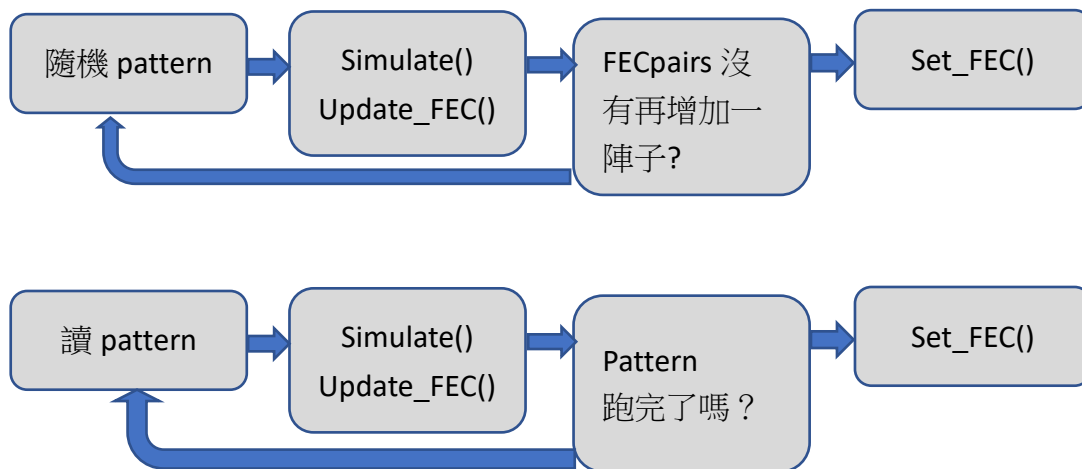 隨機 pattern
Simulate()
Update_FEC()
FECpairs 沒
有再增加一
陣子?
Set_FEC()
讀 pattern
Simulate()
Update_FEC()
Pattern
跑完了嗎？
Set_FEC()